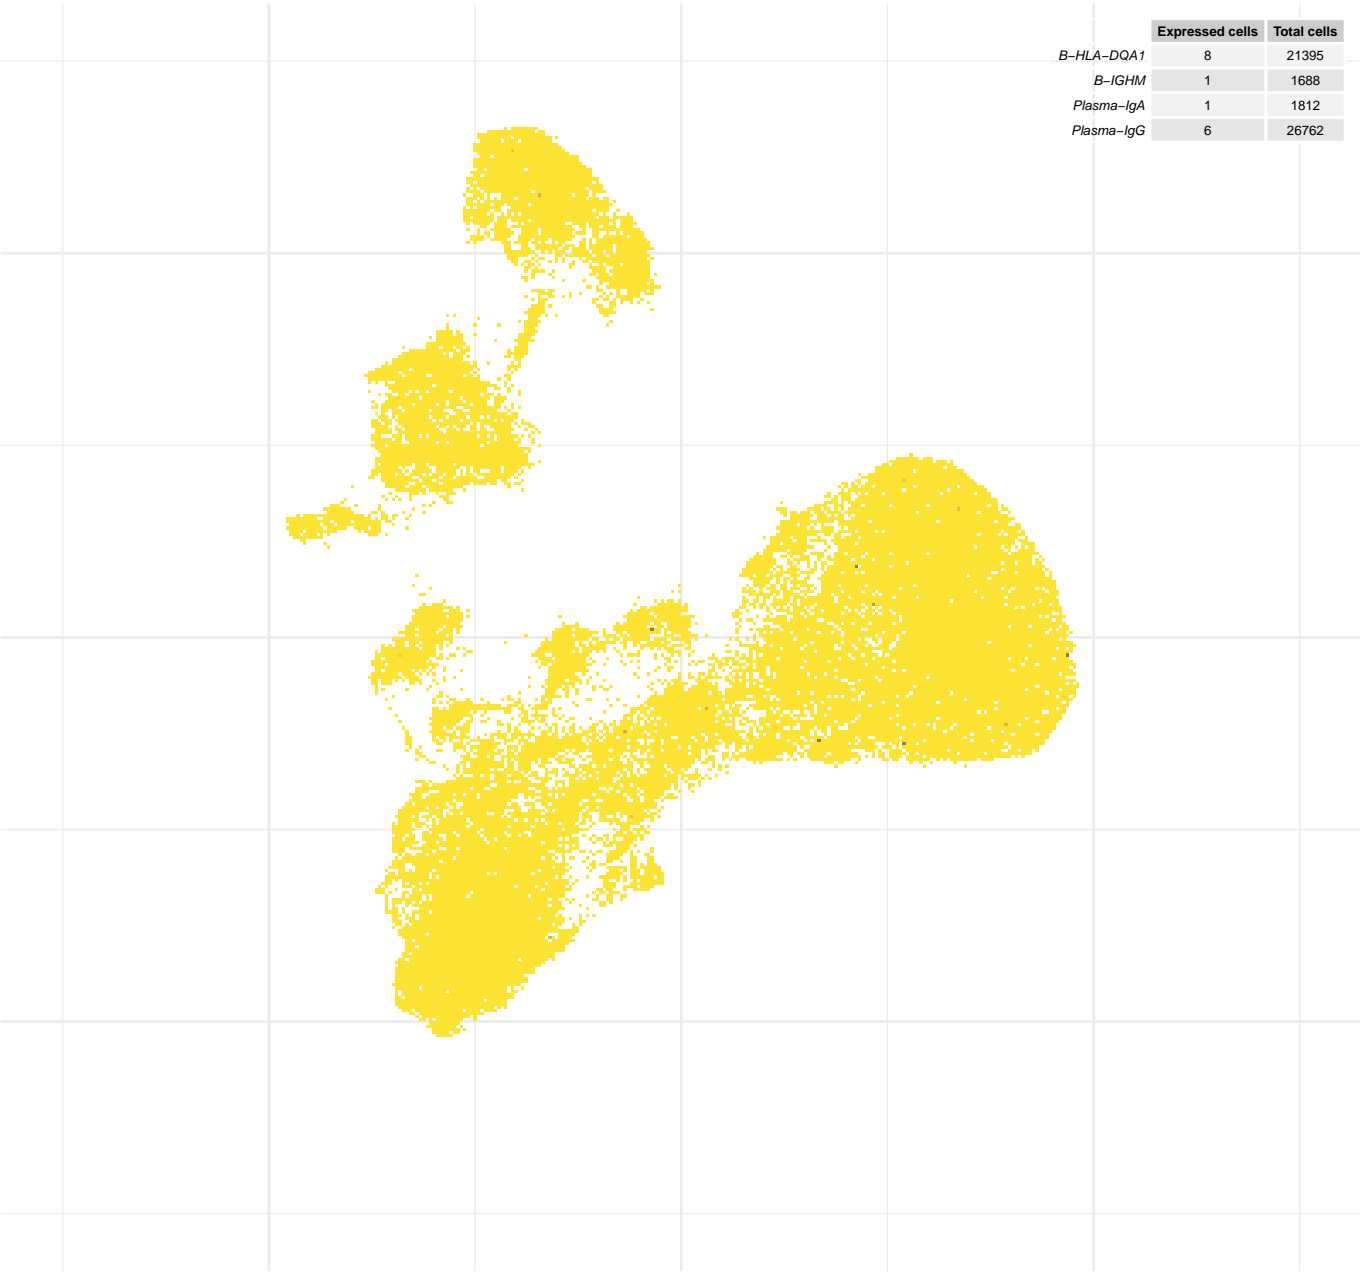 Expressed cells Total cells
B−HLA−DQA1 8 21395
B−IGHM 1 1688
Plasma−IgA 1 1812
Plasma−IgG 6 26762